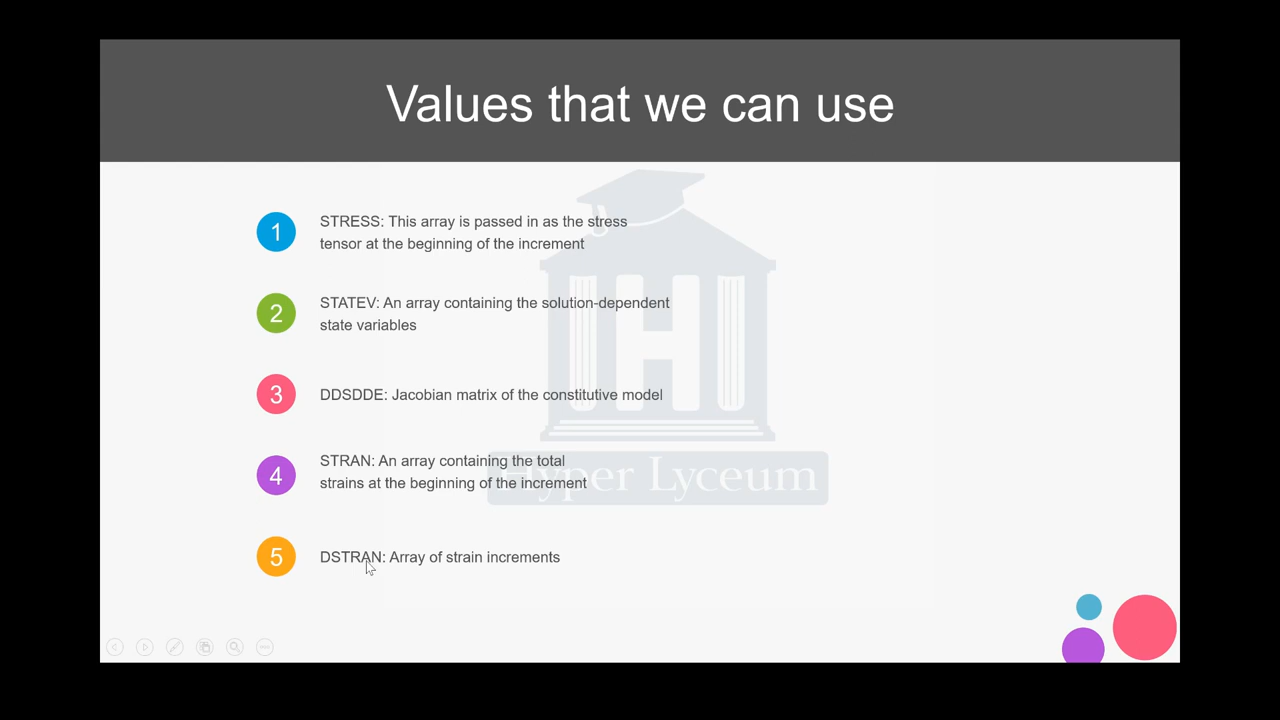 Values that we can use
1
STRESS: This array is passed in as the stress
tensor at the beginning of the increment
2
STATEV: An array containing the solution-dependent
state variables
3
DDSDDE: Jacobian matrix of the constitutive model
4
STRAN: An array containing the total
strains at the beginning of the increment
Hyper Lyceum
5
DSTRAN: Array of strain increments